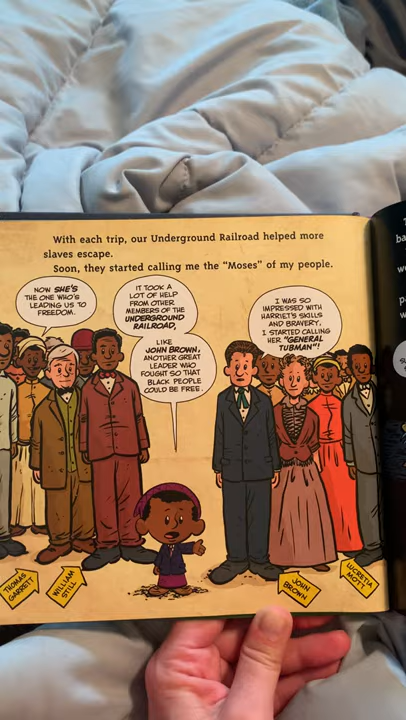 With each trip, our Underground Railroad helped more
slaves escape.
Soon, they started calling me the “Moses” of my people.
NOW SHE'S
THE ONE WHO'S
LEADING US TO
FREEDOM.
IT TOOK A
LOT OF HELP
FROM OTHER
MEMBERS OF THE
UNDERGROUND
RAILROAD,
LIKE
JOHN BROWN,
ANOTHER GREAT
LEADER WHO
FOUGHT SO THAT
BLACK PEOPLE
COULD BE FREE.
I WAS SO
IMPRESSED WITH
HARRIET'S SKILLS
AND BRAVERY,
I STARTED CALLING
HER “GENERAL
TUBMAN”!
THOMAS
GARRETT
WILLIAM
STILL
JOHN
BROWN
LUCRETIA
MOTT